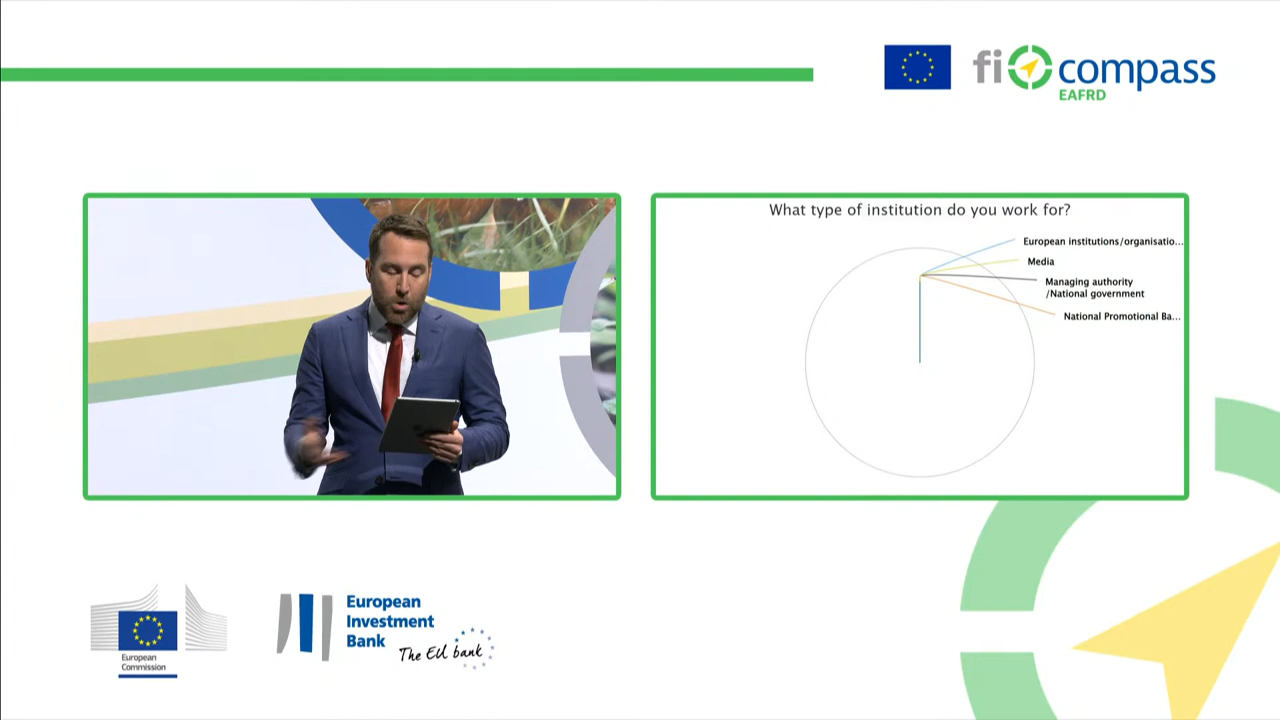 fi compass
EAFRD
What type of institution do you work for?
European institutions/organisatio...
Media
Managing authority
/National government
National Promotional Ba...
European
Investment
Bank
The EU bank
European
Commission